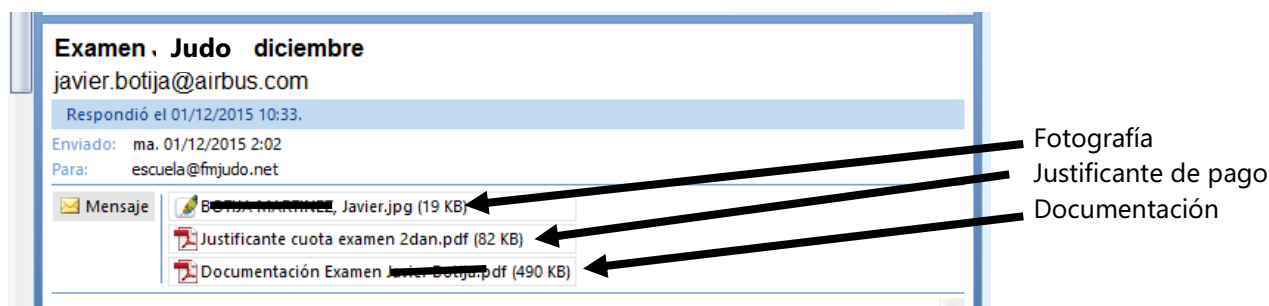 Examen Judo diciembre
javier.botija@airbus.com
Respondió el 01/12/2015 10:33.
Enviado: ma. 01/12/2015 2:02
Para: escuela@fmjudo.net
Mensaje
, Javier.jpg (19 KB)
Justificante cuota examen 2dan.pdf (82 KB)
Documentación Examen .pdf (490 KB)
Fotografía
Justificante de pago
Documentación